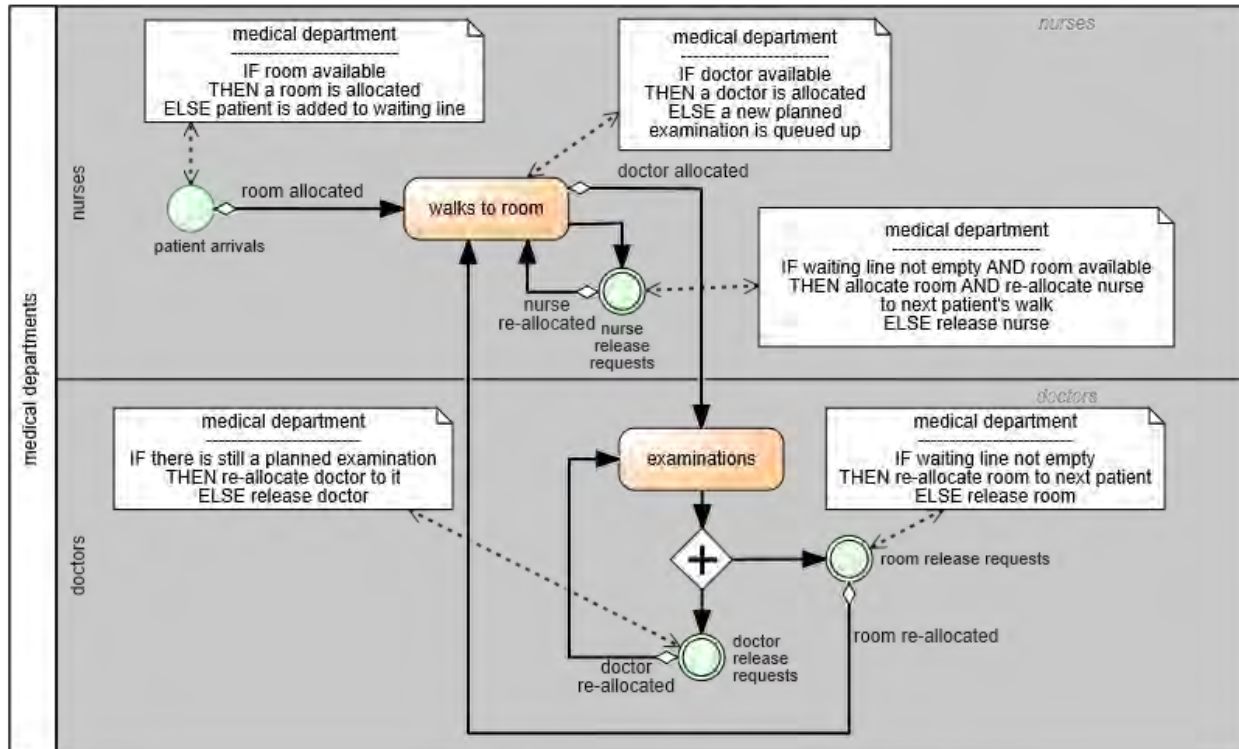 medical departments
nurses
nurses
medical department
------------------------
IF room available
THEN a room is allocated
ELSE patient is added to waiting line
medical department
------------------------
IF doctor available
THEN a doctor is allocated
ELSE a new planned
examination is queued up
room allocated
patient arrivals
walks to room
doctor allocated
nurse
re-allocated
nurse
release
requests
medical department
------------------------
IF waiting line not empty AND room available
THEN allocate room AND re-allocate nurse
to next patient's walk
ELSE release nurse
doctors
doctors
medical department
------------------------
IF there is still a planned examination
THEN re-allocate doctor to it
ELSE release doctor
examinations
medical department
------------------------
IF waiting line not empty
THEN re-allocate room to next patient
ELSE release room
room release requests
room re-allocated
doctor
re-allocated
doctor
release
requests